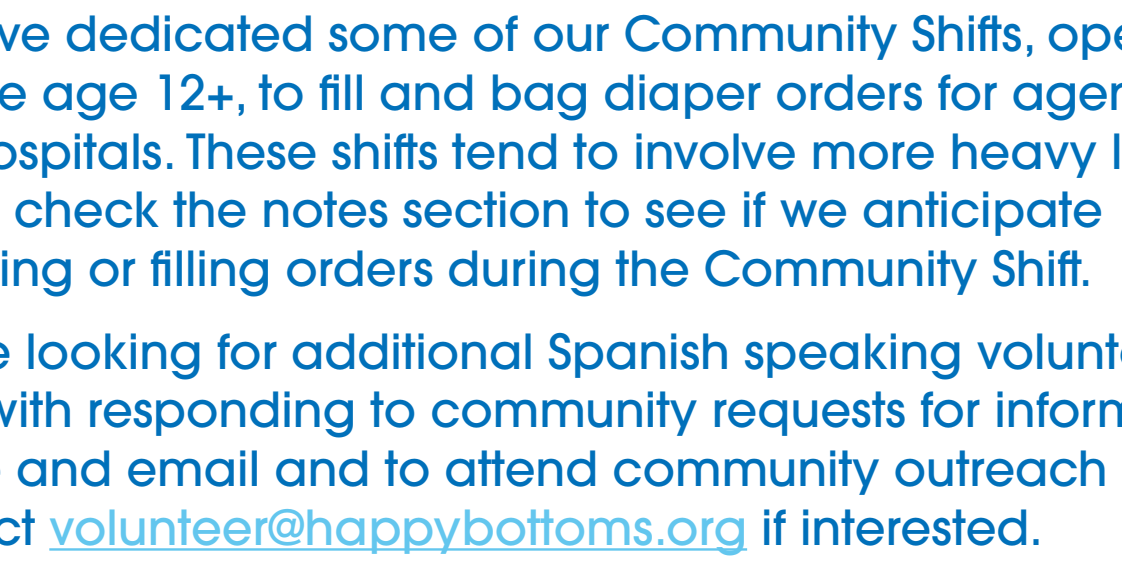 ve dedicated some of our Community Shifts, ope
e age 12+, to fill and bag diaper orders for agen
ospitals. These shifts tend to involve more heavy l
check the notes section to see if we anticipate
ing or filling orders during the Community Shift.
e looking for additional Spanish speaking volunte
with responding to community requests for inform
and email and to attend community outreach
ct volunteer@happybottoms.org if interested.